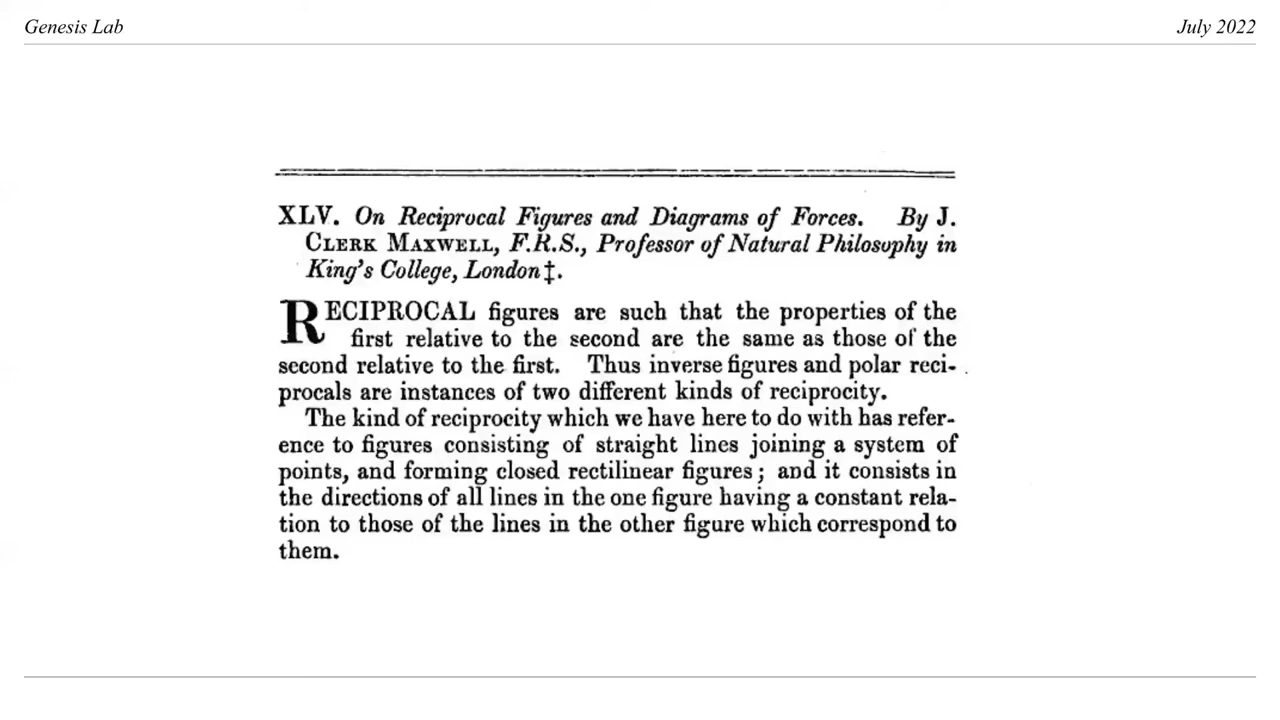 Genesis Lab
July 2022
XLV. On Reciprocal Figures and Diagrams of Forces. By J.
CLERK MAXWELL, F.R.S., Professor of Natural Philosophy in
King's College, London‡.
RECIPROCAL figures are such that the properties of the
first relative to the second are the same as those of the
second relative to the first. Thus inverse figures and polar reci-
procals are instances of two different kinds of reciprocity.
The kind of reciprocity which we have here to do with has refer-
ence to figures consisting of straight lines joining a system of
points, and forming closed rectilinear figures; and it consists in
the directions of all lines in the one figure having a constant rela-
tion to those of the lines in the other figure which correspond to
them.